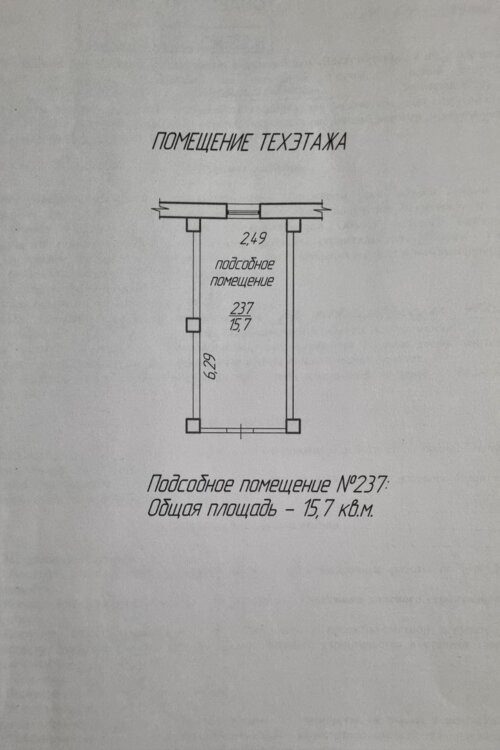 ПОМЕЩЕНИЕ ТЕХЭТАЖА
2,49
подсобное
помещение
237
15,7
6,29
Подсобное помещение №237:
Общая площадь – 15,7 кв.м.